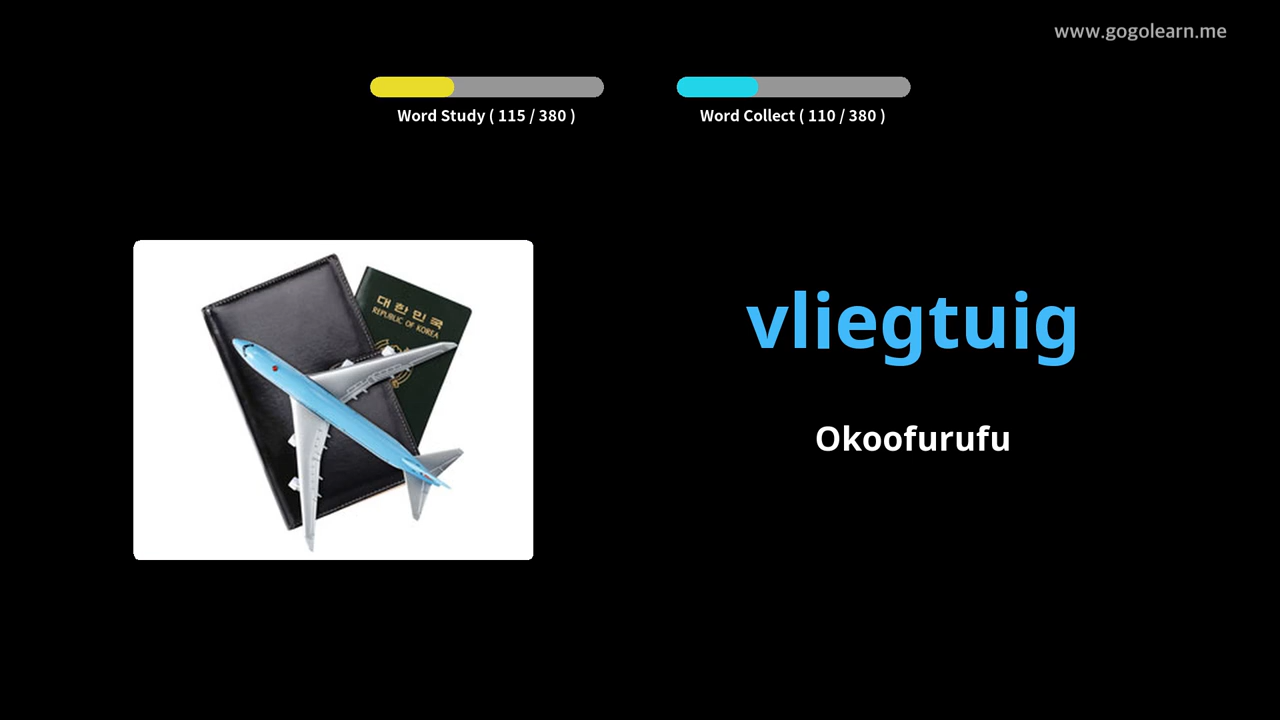 www.gogolearn.me
Word Study ( 115 / 380 )
Word Collect ( 110 / 380 )
대한민국
REPUBLIC OF KOREA
vliegtuig
Okoofurufu